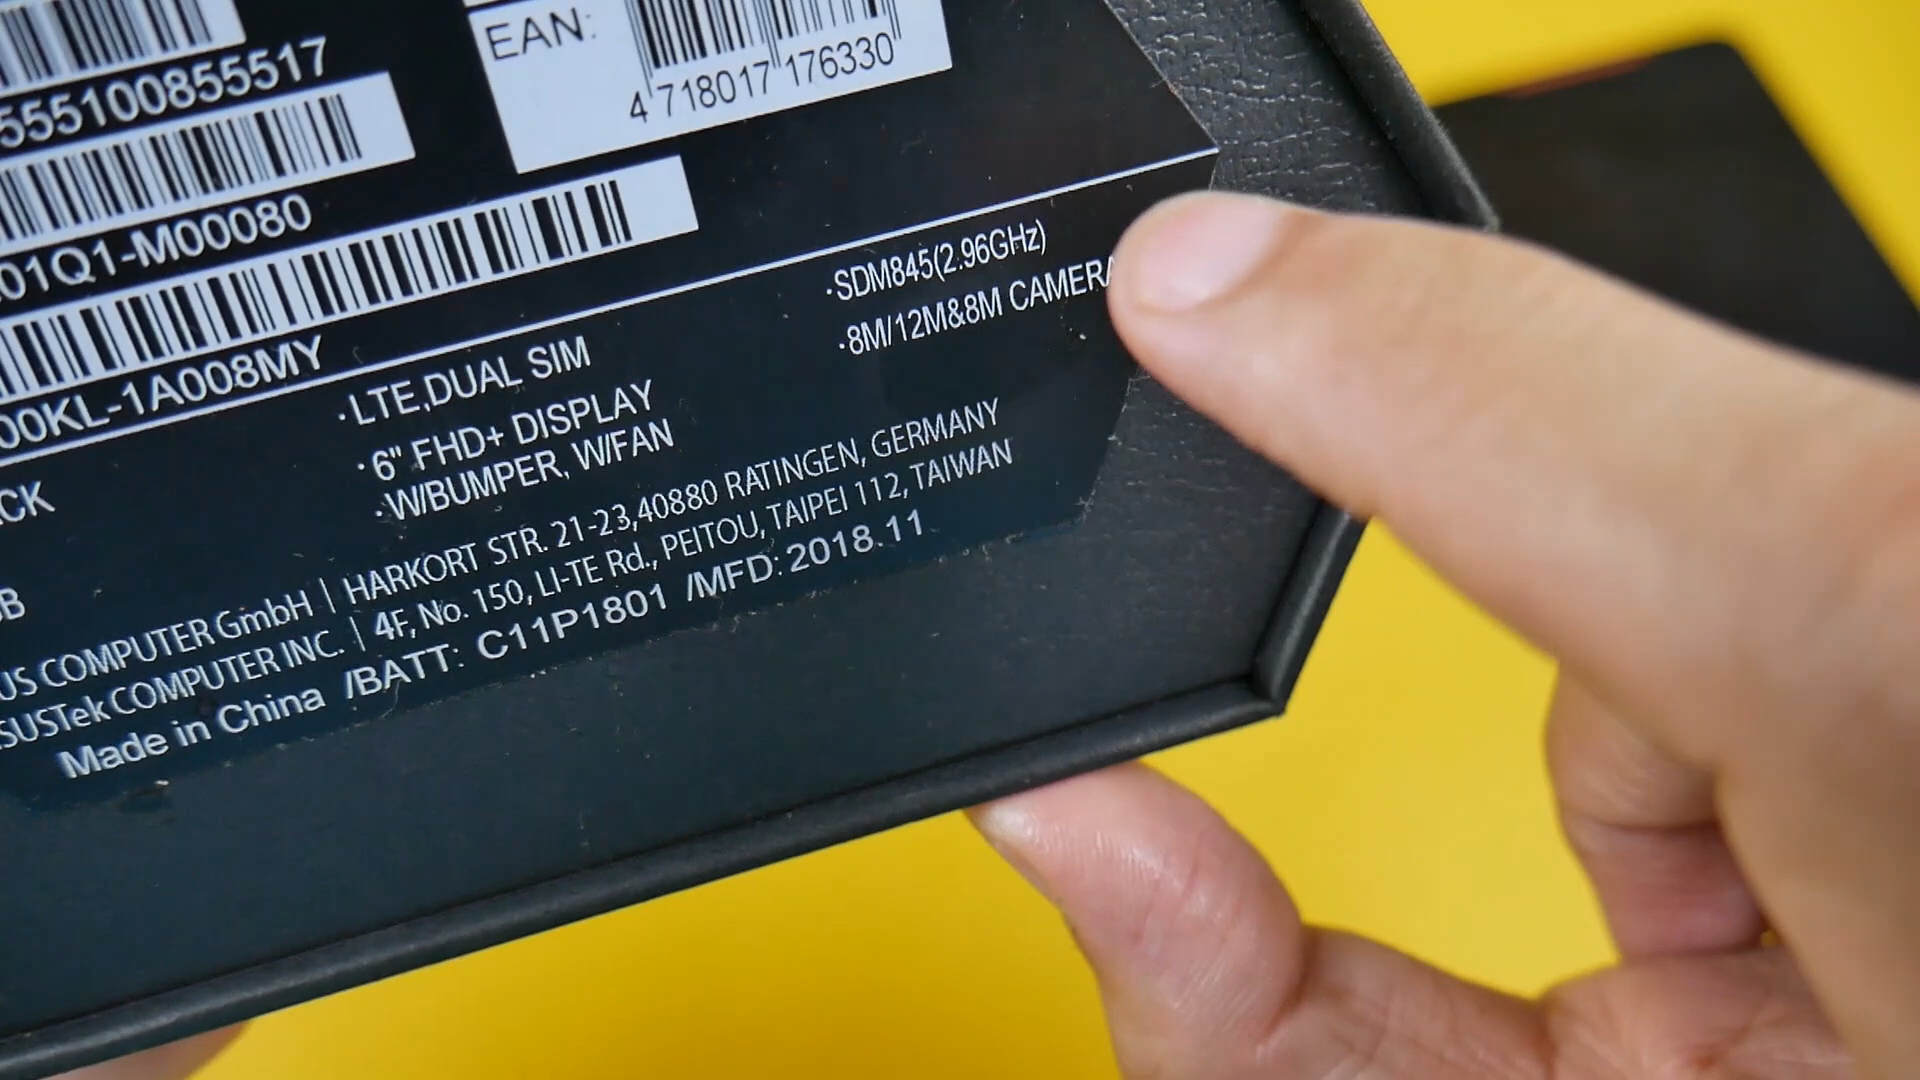 555100855517
EAN:
4 718017 176330
01Q1-M00080
00KL-1A008MY
·SDM845(2.96GHz)
·8M/12M&8M CAMERA
·LTE,DUAL SIM
·6" FHD+ DISPLAY
·W/BUMPER, W/FAN
CK
B
US COMPUTER GmbH | HARKORT STR. 21-23,40880 RATINGEN, GERMANY
SUSTek COMPUTER INC. | 4F, No. 150, LI-TE Rd., PEITOU, TAIPEI 112, TAIWAN
Made in China /BATT: C11P1801 /MFD: 2018.11